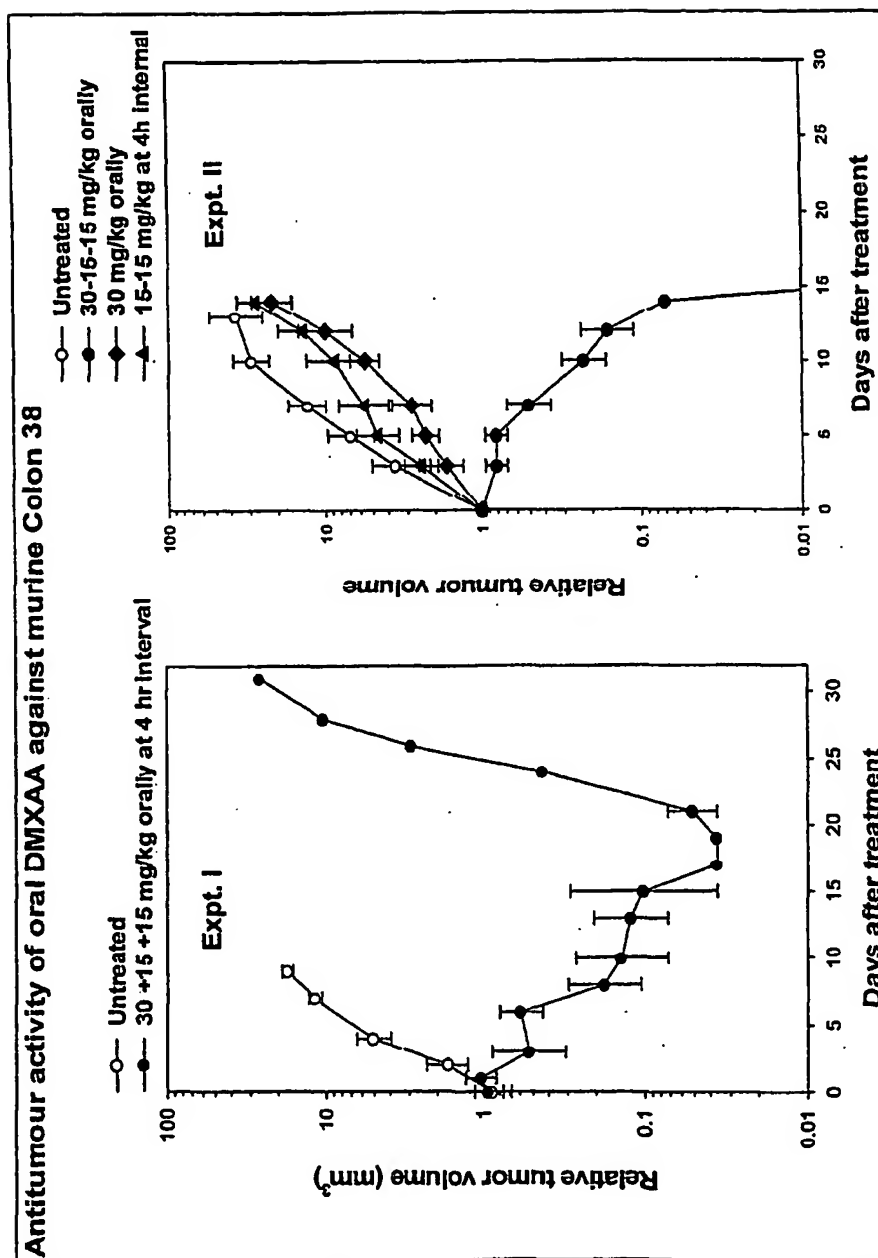 Antitumour activity of oral DMXAA against murine Colon 38
Untreated
30 +15 +15 mg/kg orally at 4 hr interval
Expt. I
Relative tumor volume (mm³)
100
10
1
0.1
0.01
0
5
10
15
20
25
30
Days after treatment
Untreated
30-15-15 mg/kg orally
30 mg/kg orally
15-15 mg/kg at 4h internal
Expt. II
Relative tumuor volume
100
10
1
0.1
0.01
0
5
10
15
20
25
30
Days after treatment